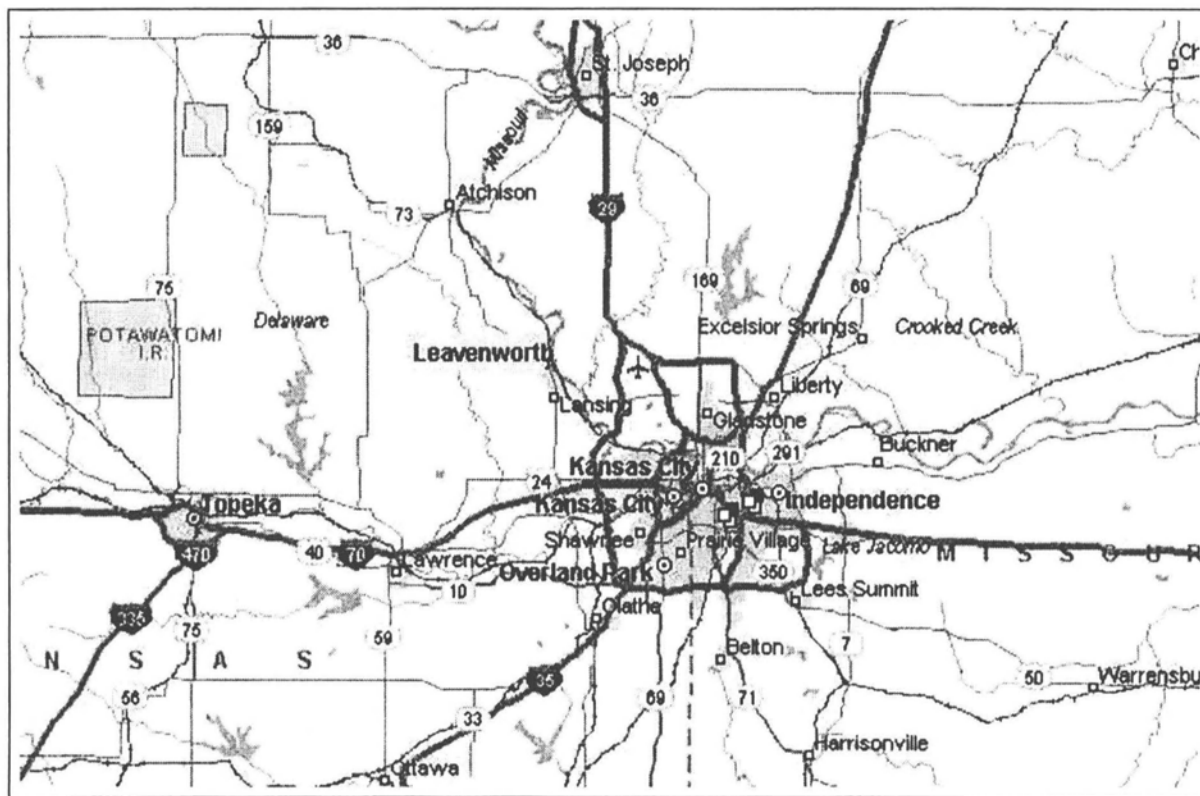 36
St. Joseph
Ch
36
159
Missouri
Atchison
29
73
75
169
69
POTAWATOMI
I.R.
Delaware
Excelsior Springs
Crooked Creek
Leavenworth
Lansing
Liberty
Gladstone
Buckner
210
291
Kansas City
24
Kansas City
Independence
Topeka
Shawnee
Prairie Village
Lake Jacomo
M I S S O U R
470
40
70
Lawrence
Overland Park
350
10
Lees Summit
Olathe
335
75
59
7
N S A S
Belton
35
56
69
71
50
Warrensbu
33
Harrisonville
Ottawa